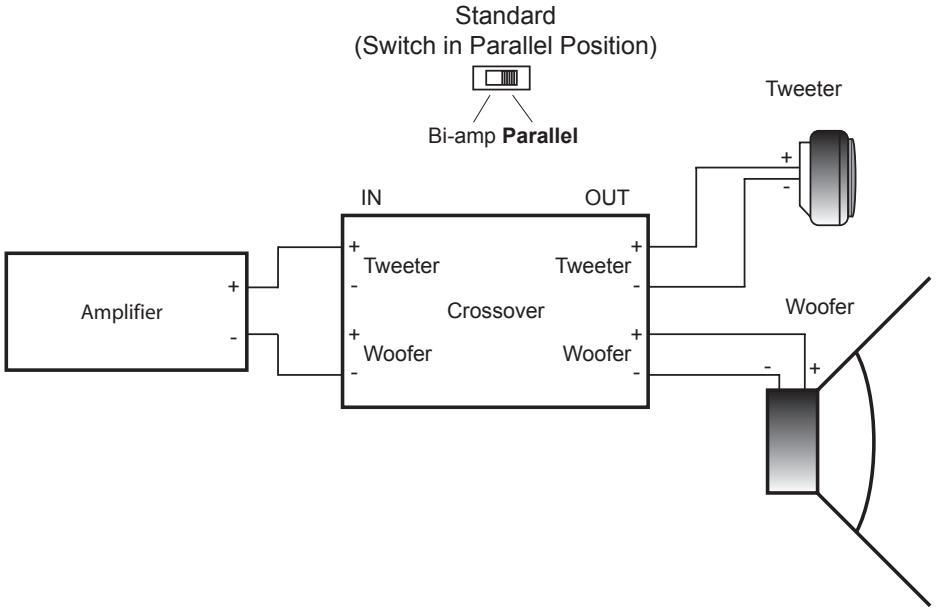 Standard
(Switch in Parallel Position)
Bi-amp Parallel
Tweeter
+
-
IN
OUT
+
Tweeter
-
+
Woofer
-
Crossover
+
Tweeter
-
+
Woofer
-
Amplifier
+
-
Woofer
-
+